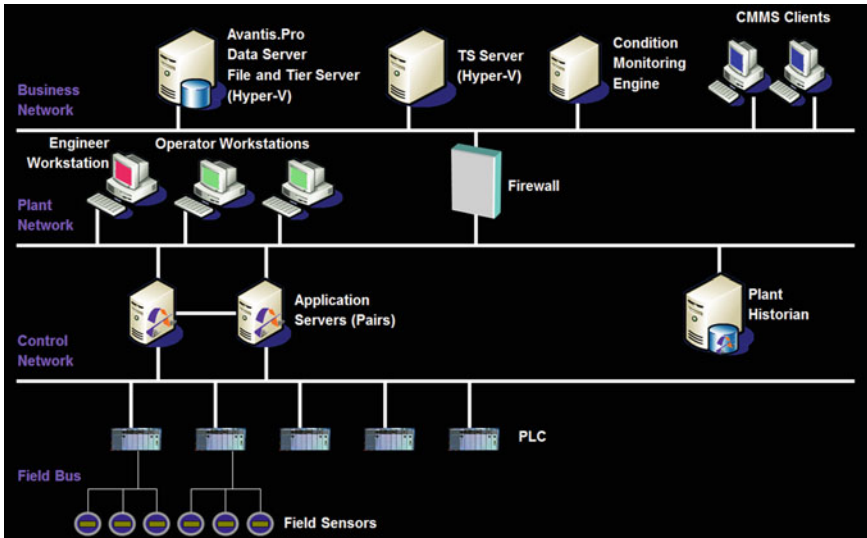 Avantis.Pro
Data Server
File and Tier Server
(Hyper-V)
TS Server
(Hyper-V)
Condition
Monitoring
Engine
CMMS Clients
Business
Network
Engineer
Workstation
Operator Workstations
Firewall
Plant
Network
Application
Servers (Pairs)
Plant
Historian
Control
Network
PLC
Field Bus
Field Sensors